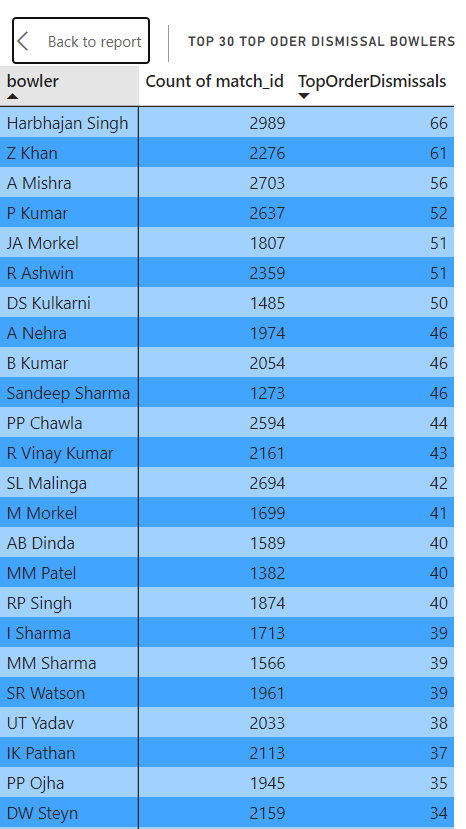 Back to report TOP 30 TOP ODER DISMISSAL BOWLERS
bowler Count of match_id TopOrderDismissals
Harbhajan Singh 2989 66
Z Khan 2276 61
A Mishra 2703 56
P Kumar 2637 52
JA Morkel 1807 51
R Ashwin 2359 51
DS Kulkarni 1485 50
A Nehra 1974 46
B Kumar 2054 46
Sandeep Sharma 1273 46
PP Chawla 2594 44
R Vinay Kumar 2161 43
SL Malinga 2694 42
M Morkel 1699 41
AB Dinda 1589 40
MM Patel 1382 40
RP Singh 1874 40
I Sharma 1713 39
MM Sharma 1566 39
SR Watson 1961 39
UT Yadav 2033 38
IK Pathan 2113 37
PP Ojha 1945 35
DW Steyn 2159 34